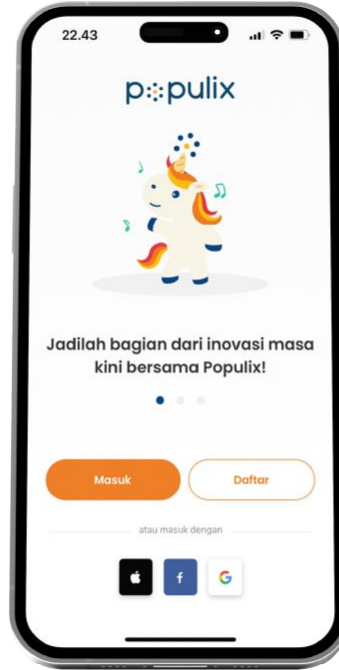 22.43
populix
Jadilah bagian dari inovasi masa
kini bersama Populix!
Masuk
Daftar
atau masuk dengan
f
G